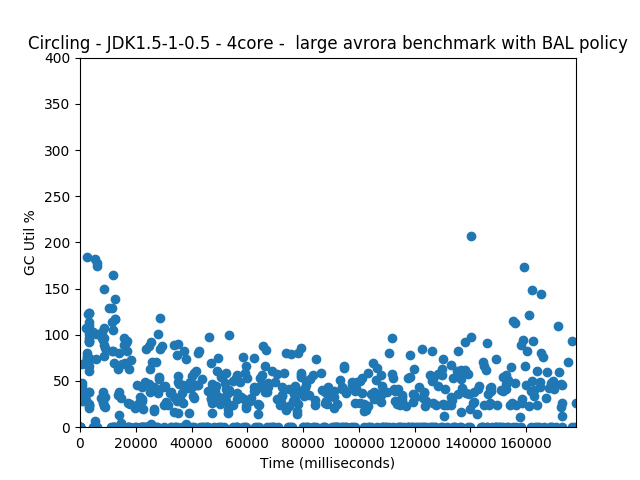 Circling - JDK1.5-1-0.5 - 4core -  large avrora benchmark with BAL policy
400
350
300
250
200
150
100
50
0
GC Util %
0 20000 40000 60000 80000 100000 120000 140000 160000
Time (milliseconds)